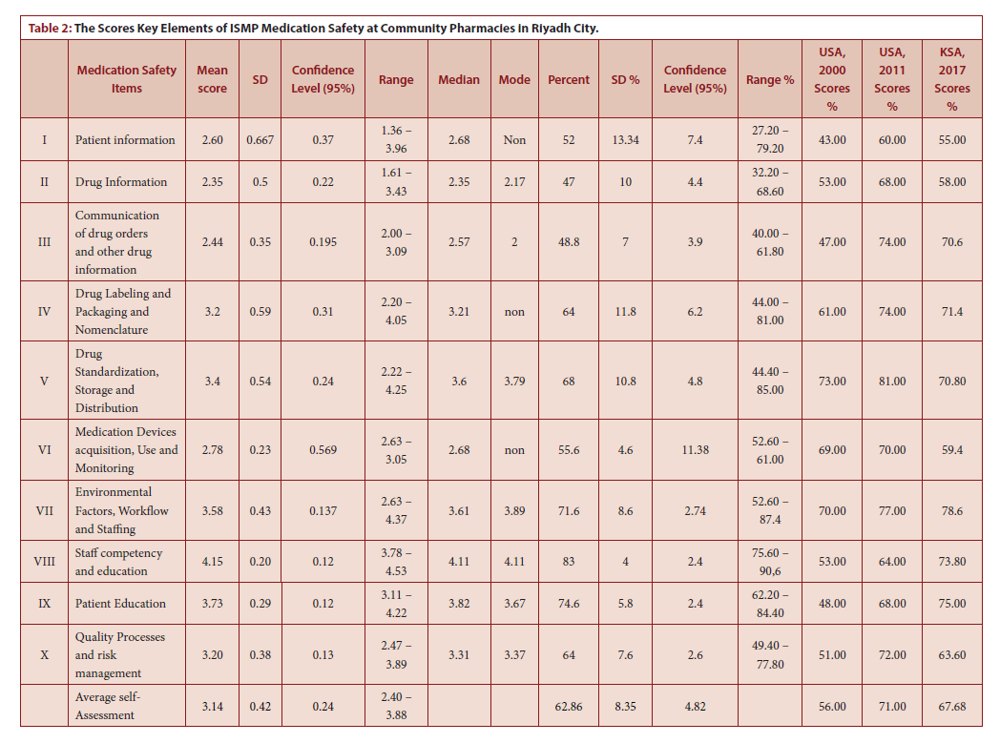 Table 2: The Scores Key Elements of ISMP Medication Safety at Community Pharmacies in Riyadh City.
Medication Safety Items | Mean score | SD | Confidence Level (95%) | Range | Median | Mode | Percent | SD % | Confidence Level (95%) | Range % | USA, 2000 Scores % | USA, 2011 Scores % | KSA, 2017 Scores %
I | Patient information | 2.60 | 0.667 | 0.37 | 1.36 – 3.96 | 2.68 | Non | 52 | 13.34 | 7.4 | 27.20 – 79.20 | 43.00 | 60.00 | 55.00
II | Drug Information | 2.35 | 0.5 | 0.22 | 1.61 – 3.43 | 2.35 | 2.17 | 47 | 10 | 4.4 | 32.20 – 68.60 | 53.00 | 68.00 | 58.00
III | Communication of drug orders and other drug information | 2.44 | 0.35 | 0.195 | 2.00 – 3.09 | 2.57 | 2 | 48.8 | 7 | 3.9 | 40.00 – 61.80 | 47.00 | 74.00 | 70.6
IV | Drug Labeling and Packaging and Nomenclature | 3.2 | 0.59 | 0.31 | 2.20 – 4.05 | 3.21 | non | 64 | 11.8 | 6.2 | 44.00 – 81.00 | 61.00 | 74.00 | 71.4
V | Drug Standardization, Storage and Distribution | 3.4 | 0.54 | 0.24 | 2.22 – 4.25 | 3.6 | 3.79 | 68 | 10.8 | 4.8 | 44.40 – 85.00 | 73.00 | 81.00 | 70.80
VI | Medication Devices acquisition, Use and Monitoring | 2.78 | 0.23 | 0.569 | 2.63 – 3.05 | 2.68 | non | 55.6 | 4.6 | 11.38 | 52.60 – 61.00 | 69.00 | 70.00 | 59.4
VII | Environmental Factors, Workflow and Staffing | 3.58 | 0.43 | 0.137 | 2.63 – 4.37 | 3.61 | 3.89 | 71.6 | 8.6 | 2.74 | 52.60 – 87.4 | 70.00 | 77.00 | 78.6
VIII | Staff competency and education | 4.15 | 0.20 | 0.12 | 3.78 – 4.53 | 4.11 | 4.11 | 83 | 4 | 2.4 | 75.60 – 90,6 | 53.00 | 64.00 | 73.80
IX | Patient Education | 3.73 | 0.29 | 0.12 | 3.11 – 4.22 | 3.82 | 3.67 | 74.6 | 5.8 | 2.4 | 62.20 – 84.40 | 48.00 | 68.00 | 75.00
X | Quality Processes and risk management | 3.20 | 0.38 | 0.13 | 2.47 – 3.89 | 3.31 | 3.37 | 64 | 7.6 | 2.6 | 49.40 – 77.80 | 51.00 | 72.00 | 63.60
Average self-Assessment | 3.14 | 0.42 | 0.24 | 2.40 – 3.88 | 62.86 | 8.35 | 4.82 | 56.00 | 71.00 | 67.68